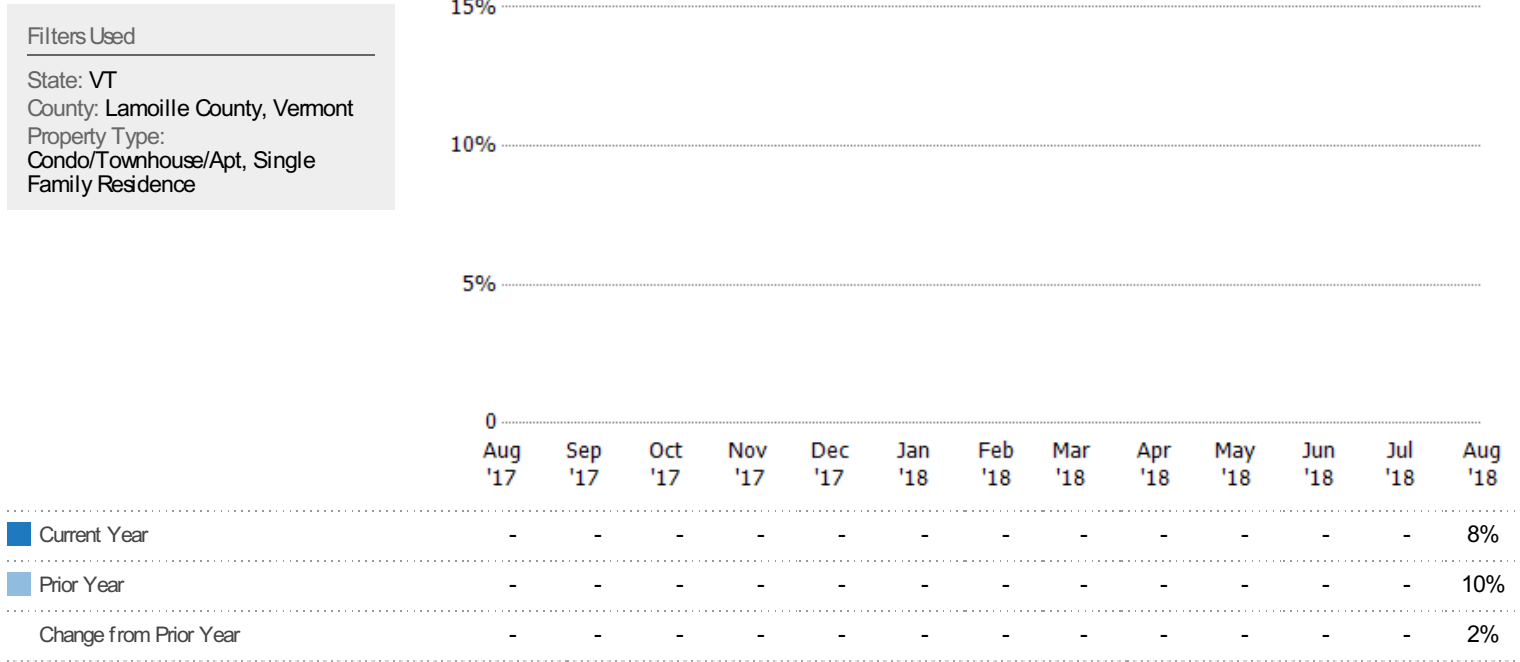 Filters Used
State: VT
County: Lamoille County, Vermont
Property Type:
Condo/Townhouse/Apt, Single
Family Residence
15%
10%
5%
0
Aug Sep Oct Nov Dec Jan Feb Mar Apr May Jun Jul Aug
'17 '17 '17 '17 '17 '18 '18 '18 '18 '18 '18 '18 '18
Current Year - - - - - - - - - - - - 8%
Prior Year - - - - - - - - - - - - 10%
Change from Prior Year - - - - - - - - - - - - 2%